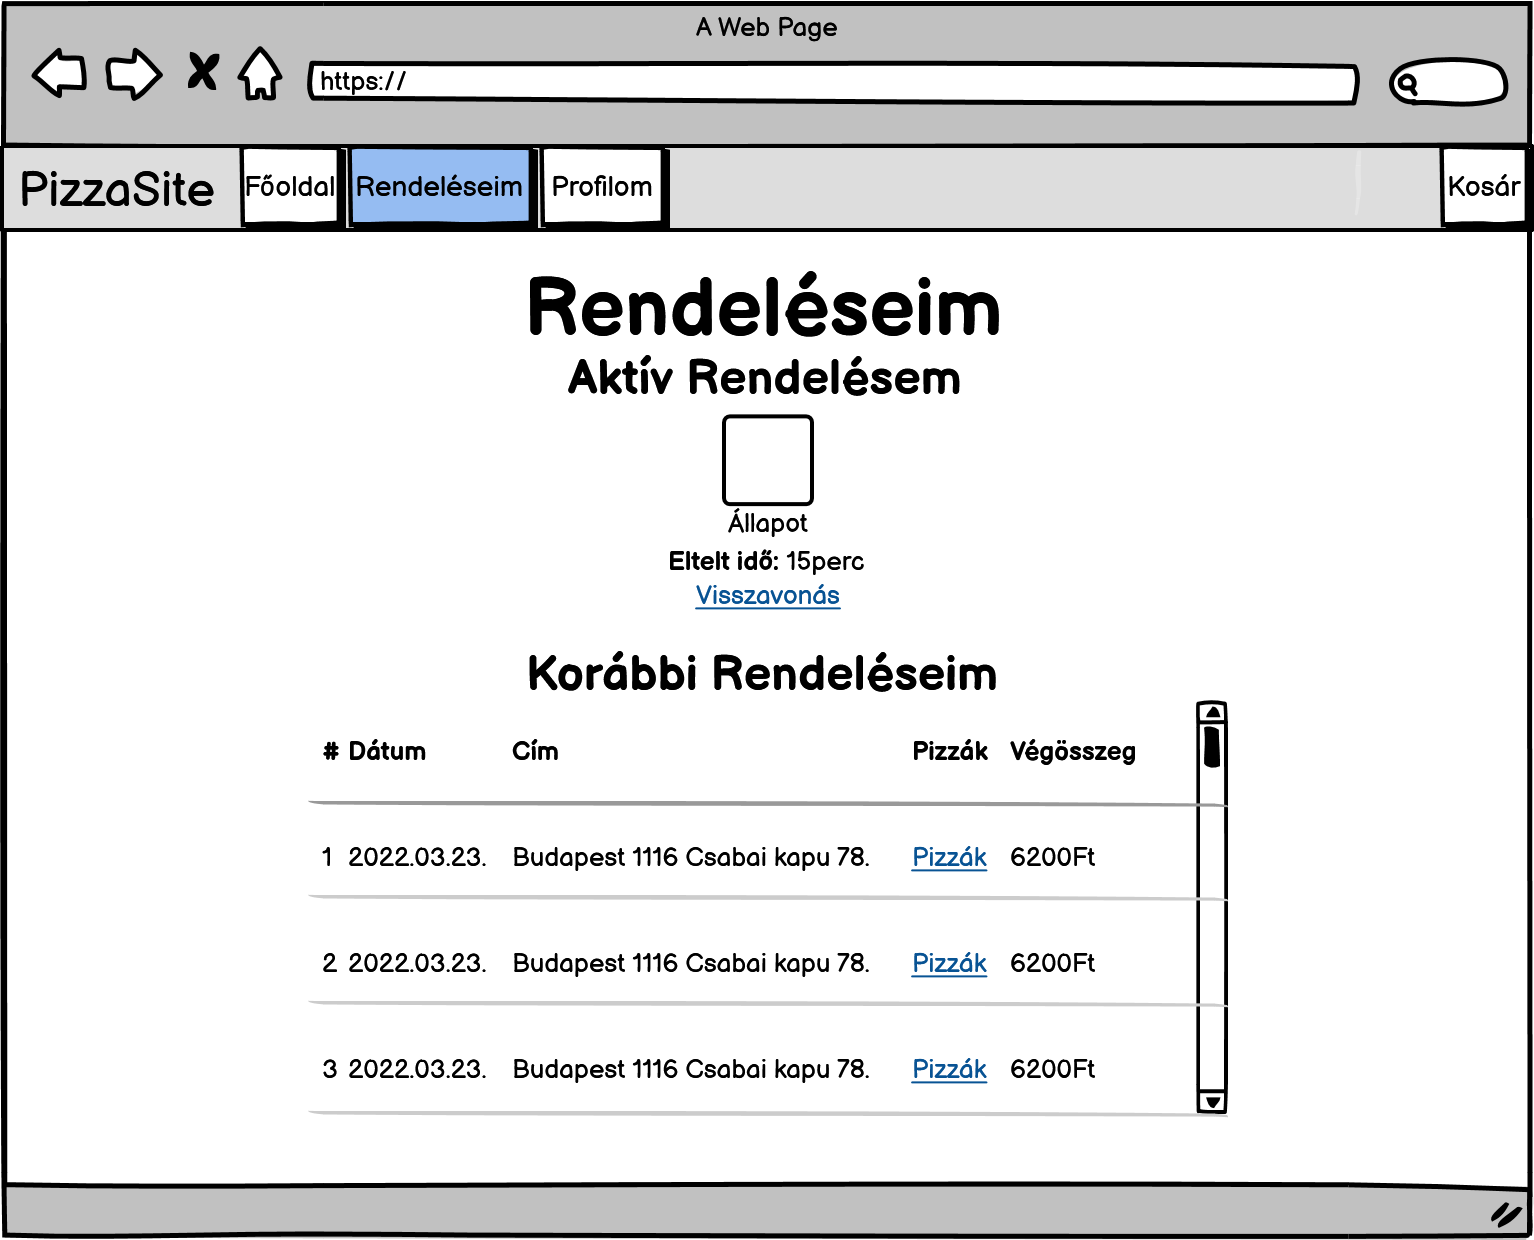 A Web Page
https://
PizzaSite Főoldal Rendeléseim Profilom Kosár
Rendeléseim
Aktív Rendelésem
Állapot
Eltelt idő: 15perc
Visszavonás
Korábbi Rendeléseim
# Dátum Cím Pizzák Végösszeg
1 2022.03.23. Budapest 1116 Csabai kapu 78. Pizzák 6200Ft
2 2022.03.23. Budapest 1116 Csabai kapu 78. Pizzák 6200Ft
3 2022.03.23. Budapest 1116 Csabai kapu 78. Pizzák 6200Ft